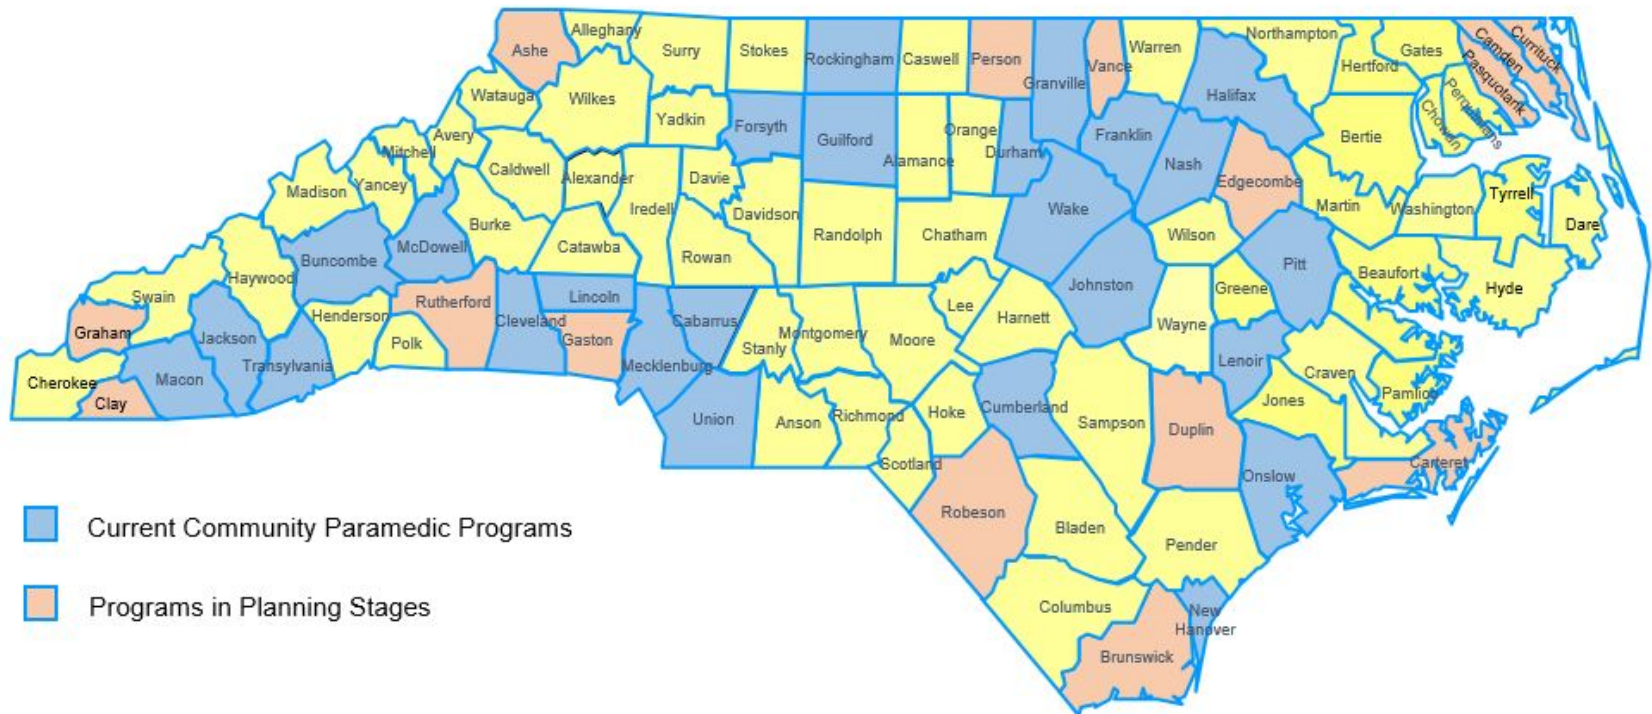 Alleghany
Ashe
Surry
Stokes
Rockingham
Caswell
Person
Granville
Vance
Warren
Northampton
Hertford
Gates
Camden
Currituck
Pasquotank
Perquimans
Chowan
Watauga
Wilkes
Yadkin
Forsyth
Guilford
Alamance
Orange
Durham
Franklin
Halifax
Nash
Bertie
Avery
Mitchell
Caldwell
Alexander
Davie
Edgecombe
Madison
Yancey
Iredell
Davidson
Wake
Martin
Washington
Tyrrell
Dare
Burke
McDowell
Catawba
Randolph
Chatham
Wilson
Buncombe
Haywood
Rowan
Pitt
Beaufort
Hyde
Swain
Rutherford
Lincoln
Johnston
Greene
Henderson
Cleveland
Cabarrus
Lee
Harnett
Wayne
Graham
Jackson
Polk
Gaston
Stanly
Montgomery
Moore
Transylvania
Mecklenburg
Lenoir
Craven
Cherokee
Macon
Clay
Pamlico
Jones
Union
Anson
Richmond
Hoke
Cumberland
Sampson
Duplin
Scotland
Onslow
Carteret
Robeson
Bladen
Pender
Columbus
New
Hanover
Brunswick
Current Community Paramedic Programs
Programs in Planning Stages